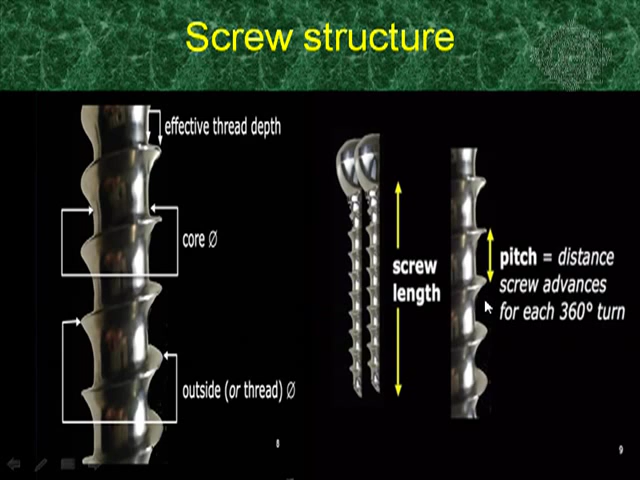 Screw structure
effective thread depth
core Ø
outside (or thread) Ø
8
screw
length
pitch = distance
screw advances
for each 360° turn
9